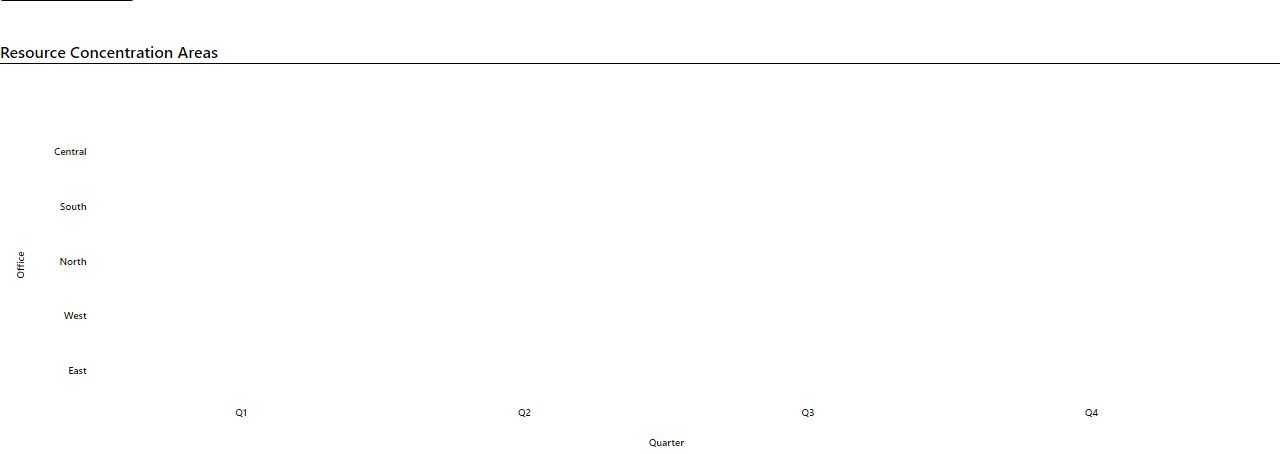 Resource Concentration Areas
Central
South
North
West
East
Office
Q1 Q2 Q3 Q4
Quarter